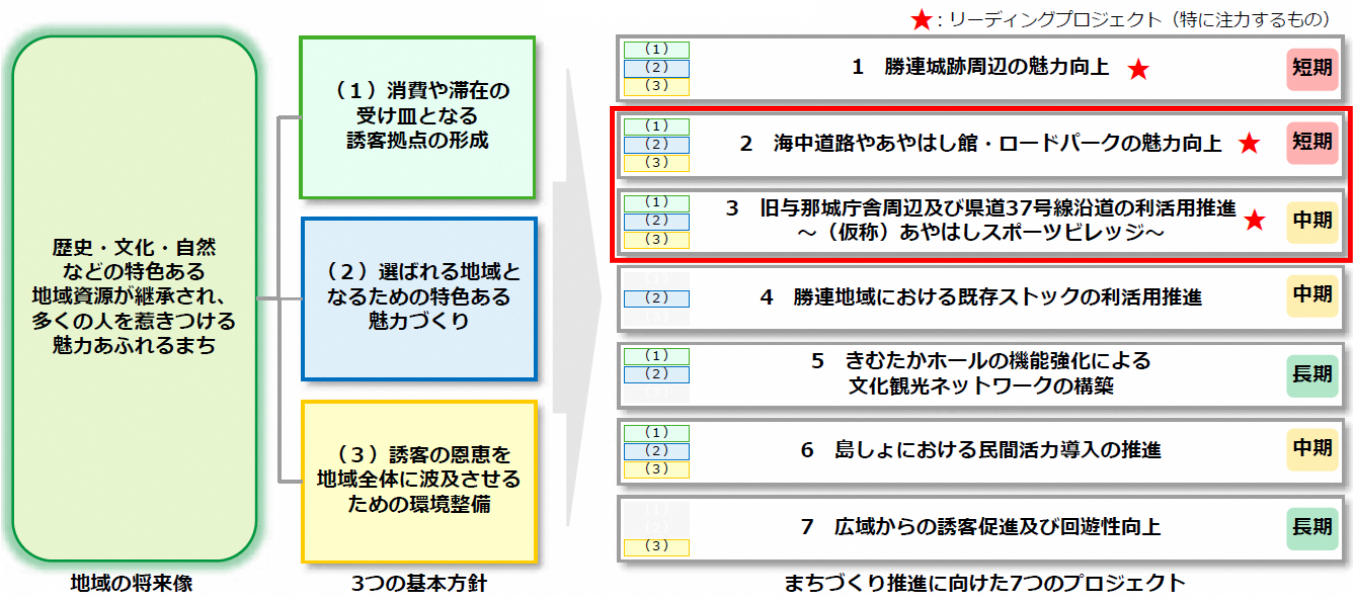 ★：リーディングプロジェクト（特に注力するもの）
歴史・文化・自然
などの特色ある
地域資源が継承され、
多くの人を惹きつける
魅力あふれるまち
地域の将来像
（１）消費や滞在の
受け皿となる
誘客拠点の形成
（２）選ばれる地域と
なるための特色ある
魅力づくり
（３）誘客の恩恵を
地域全体に波及させる
ための環境整備
3つの基本方針
（１）
（２）
（３）
1　勝連城跡周辺の魅力向上 ★
短期
（１）
（２）
（３）
2　海中道路やあやはし館・ロードパークの魅力向上 ★
短期
（１）
（２）
（３）
3　旧与那城庁舎周辺及び県道37号線沿道の利活用推進
～（仮称）あやはしスポーツビレッジ～ ★
中期
（２）
4　勝連地域における既存ストックの利活用推進
中期
（１）
（２）
5　きむたかホールの機能強化による
文化観光ネットワークの構築
長期
（１）
（２）
（３）
6　島しょにおける民間活力導入の推進
中期
（１）
（２）
（３）
7　広域からの誘客促進及び回遊性向上
長期
まちづくり推進に向けた7つのプロジェクト